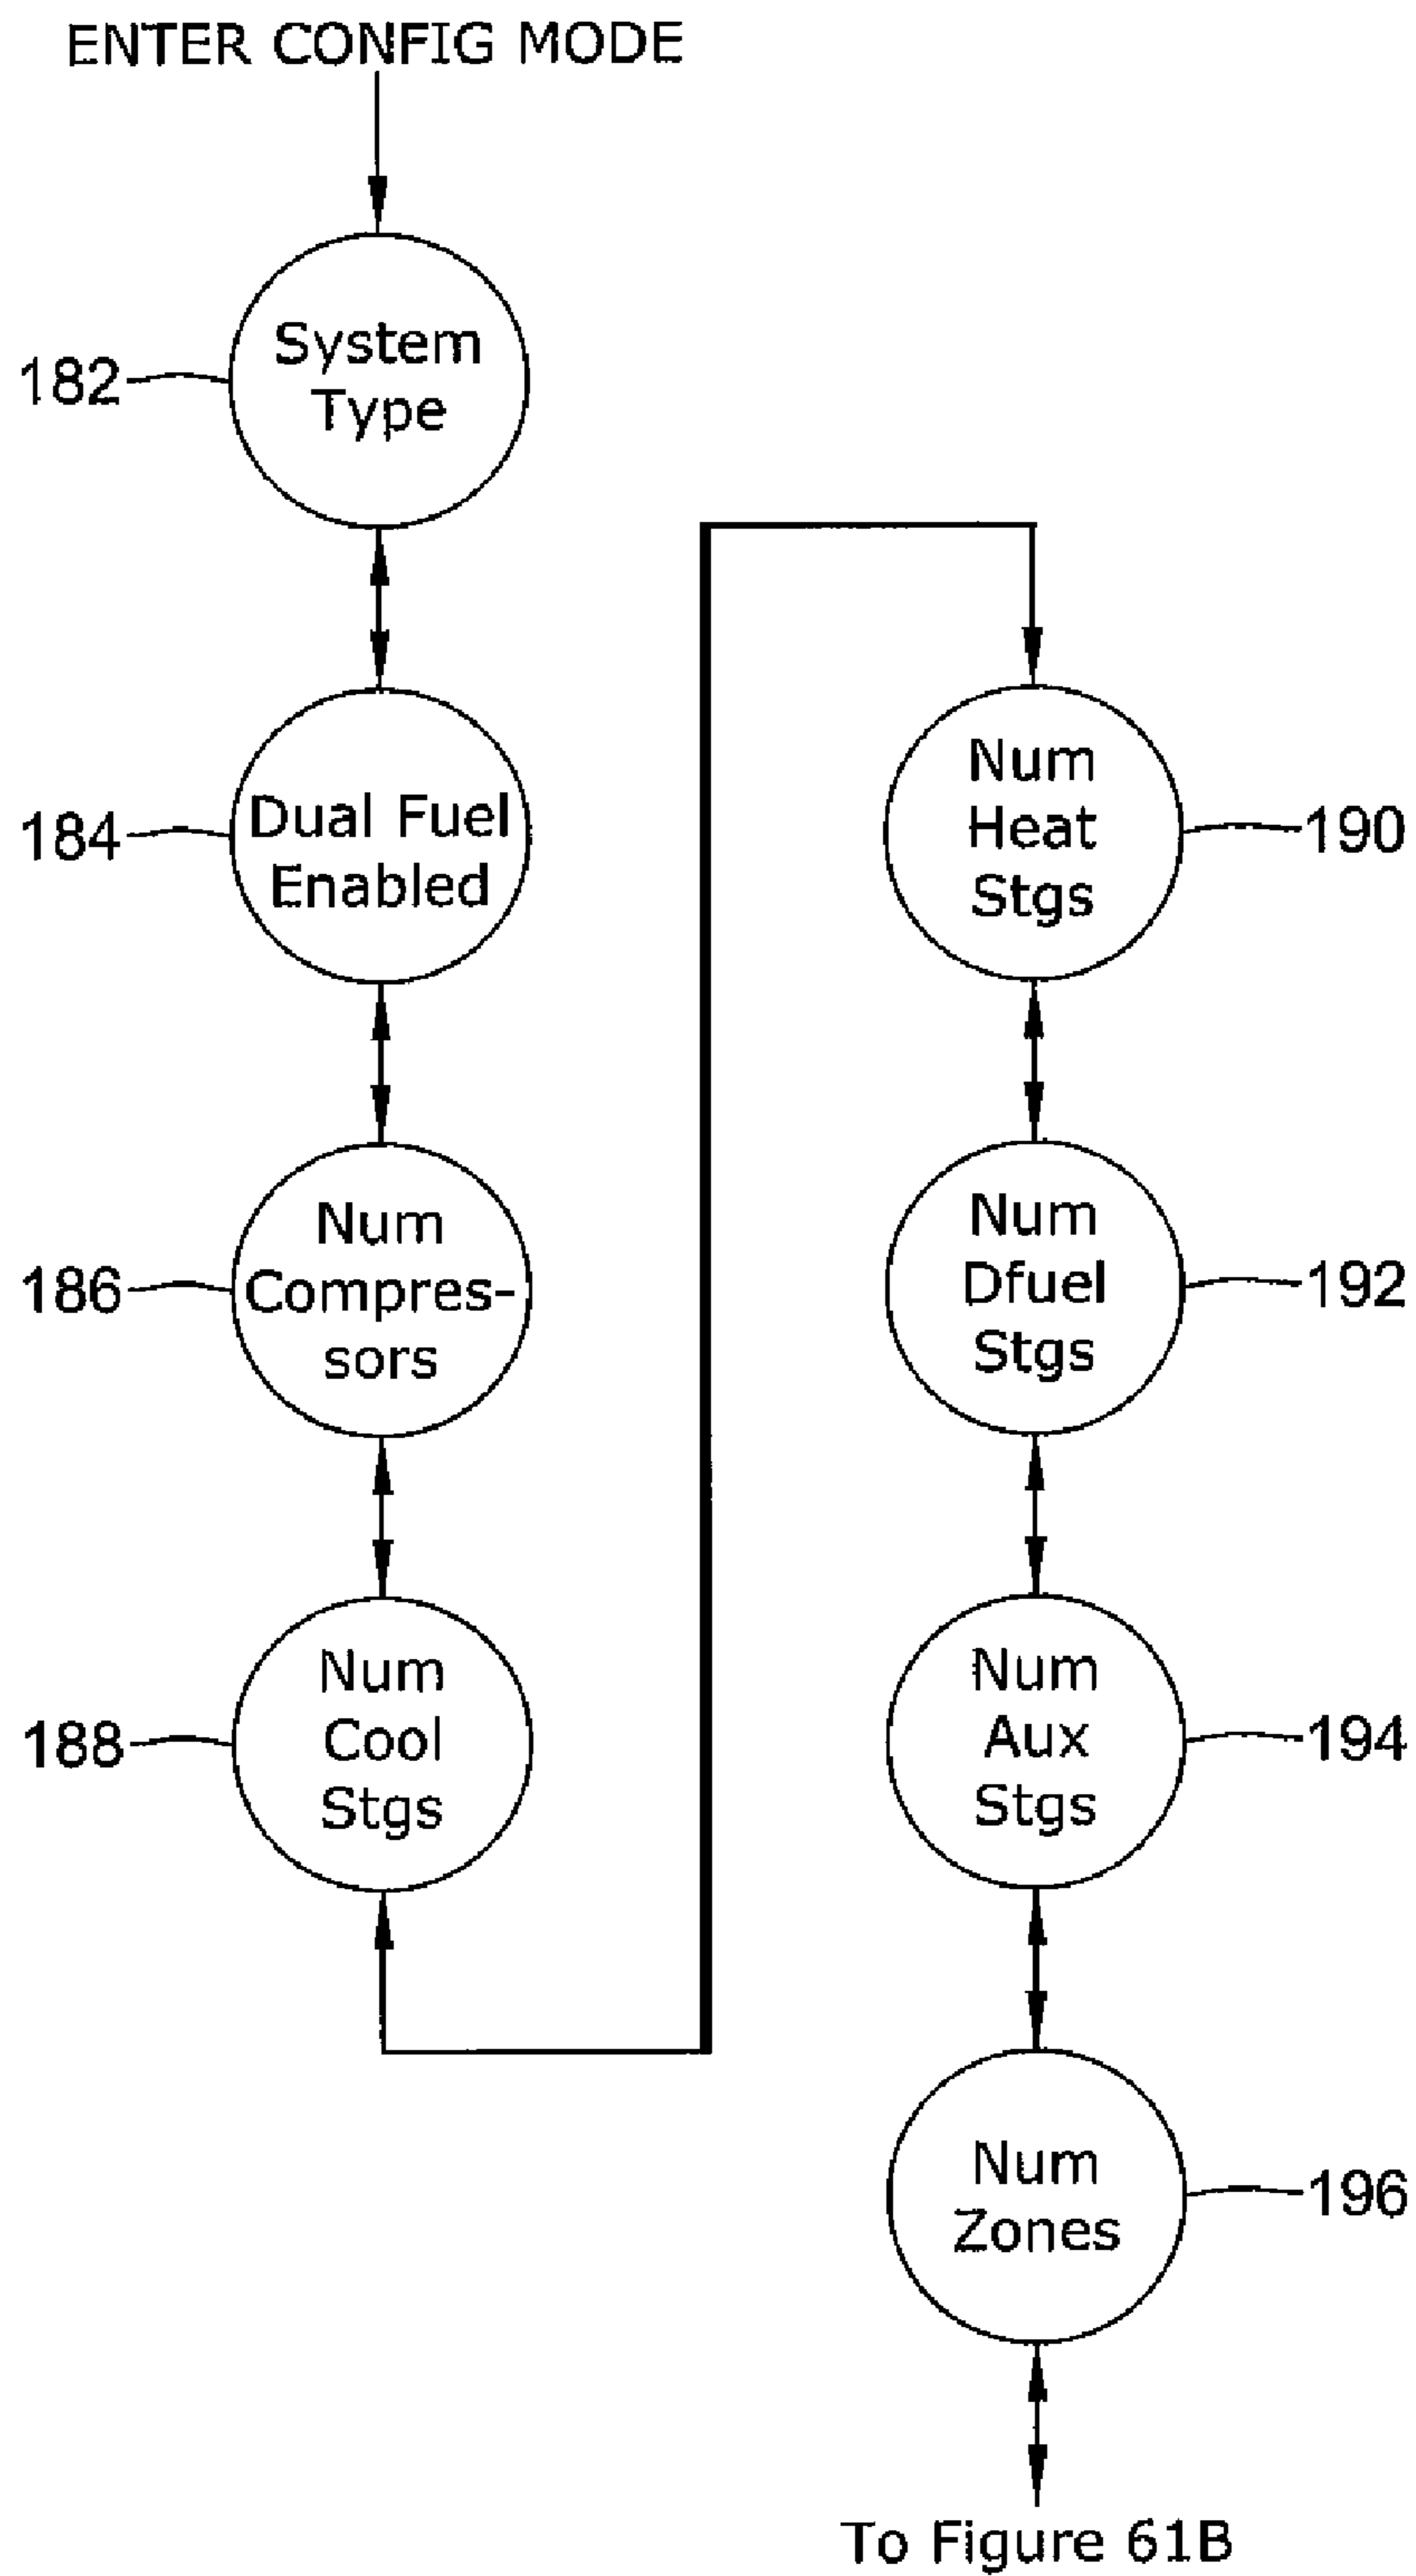 ENTER CONFIG MODE
182
System
Type
184
Dual Fuel
Enabled
186
Num
Compres-
sors
188
Num
Cool
Stgs
Num
Heat
Stgs
190
Num
Dfuel
Stgs
192
Num
Aux
Stgs
194
Num
Zones
196
To Figure 61B